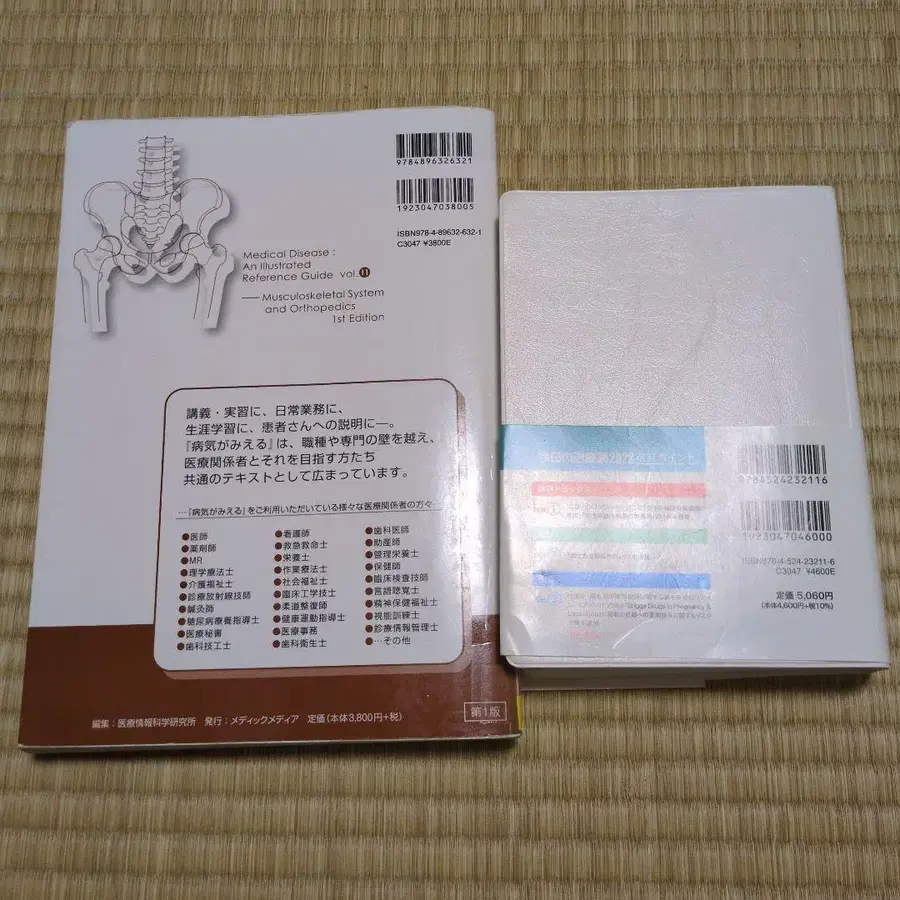 9784896326321
1923047038005
ISBN978-4-89632-632-1
C3047 ¥3800E
Medical Disease :
An Illustrated
Reference Guide vol.11
Musculoskeletal System
and Orthopedics
1st Edition
講義・実習に、日常業務に、
生涯学習に、患者さんへの説明に―。
『病気がみえる』は、職種や専門の壁を越え、
医療関係者とそれを目指す方たち
共通のテキストとして広まっています。
…『病気がみえる』をご利用いただいている様々な医療関係者の方々…
●医師
●薬剤師
●MR
●理学療法士
●介護福祉士
●診療放射線技師
●鍼灸師
●糖尿病療養指導士
●医療秘書
●歯科技工士
●看護師
●救急救命士
●栄養士
●作業療法士
●社会福祉士
●臨床工学技士
●柔道整復師
●健康運動指導士
●医療事務
●歯科衛生士
●歯科医師
●助産師
●管理栄養士
●保健師
●臨床検査技師
●言語聴覚士
●精神保健福祉士
●視能訓練士
●診療情報管理士
●…その他
編集：医療情報科学研究所 発行：メディックメディア 定価（本体3,800円+税）
第1版
9784524232116
1923047046000
ISBN978-4-524-23211-6
C3047 ¥4600E
定価 5,060円
（本体4,600円+税10%）